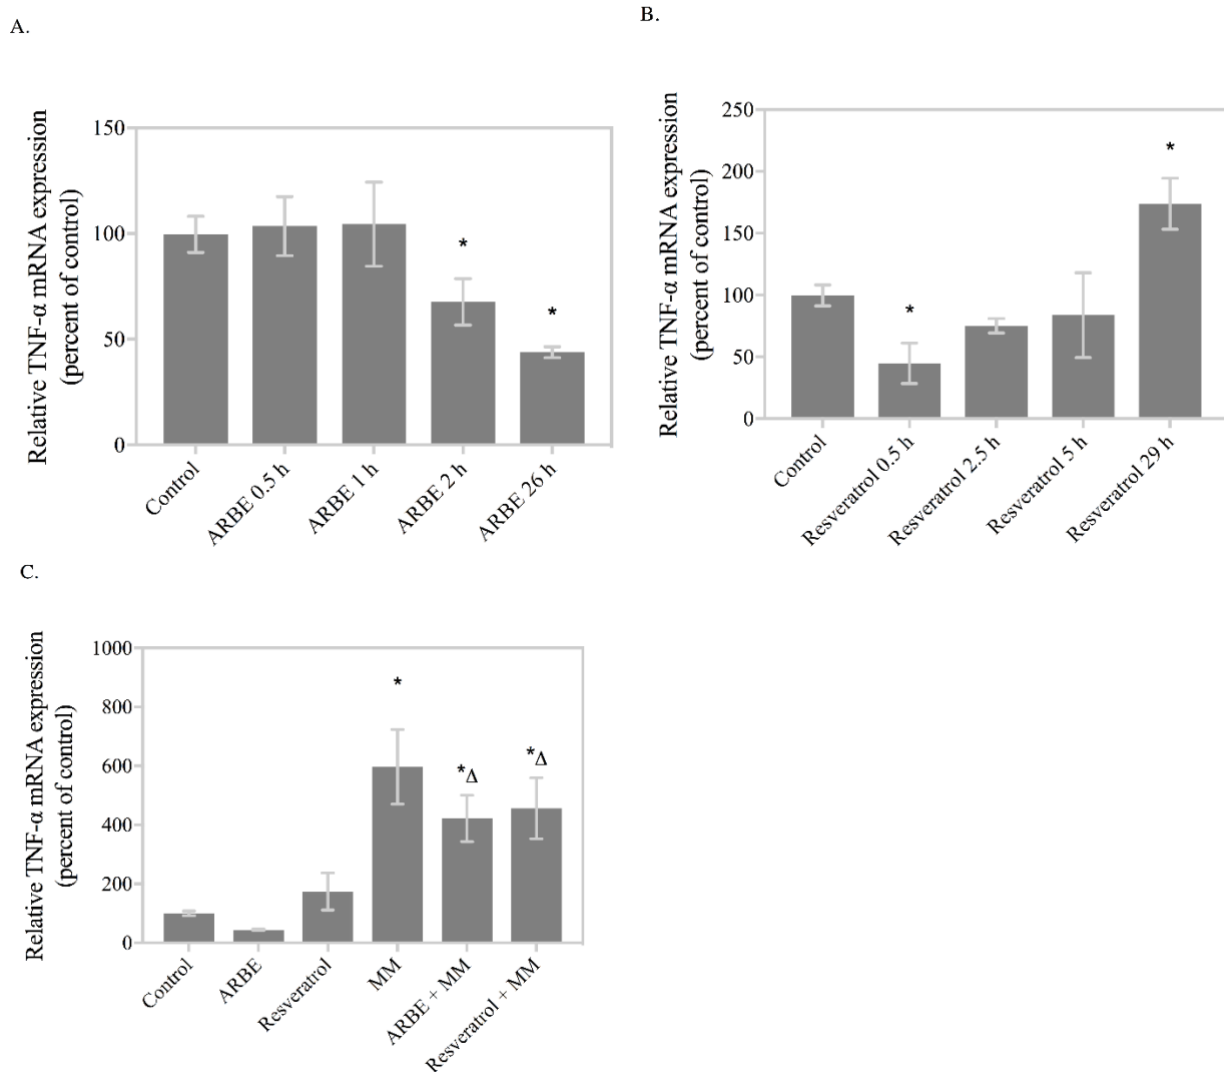 A.
Relative TNF-α mRNA expression
(percent of control)
150
100
50
0
*
*
Control
ARBE 0.5 h
ARBE 1 h
ARBE 2 h
ARBE 26 h
B.
Relative TNF-α mRNA expression
(percent of control)
250
200
150
100
50
0
*
*
Control
Resveratrol 0.5 h
Resveratrol 2.5 h
Resveratrol 5 h
Resveratrol 29 h
C.
Relative TNF-α mRNA expression
(percent of control)
1000
800
600
400
200
0
*
*Δ
*Δ
Control
ARBE
Resveratrol
MM
ARBE + MM
Resveratrol + MM